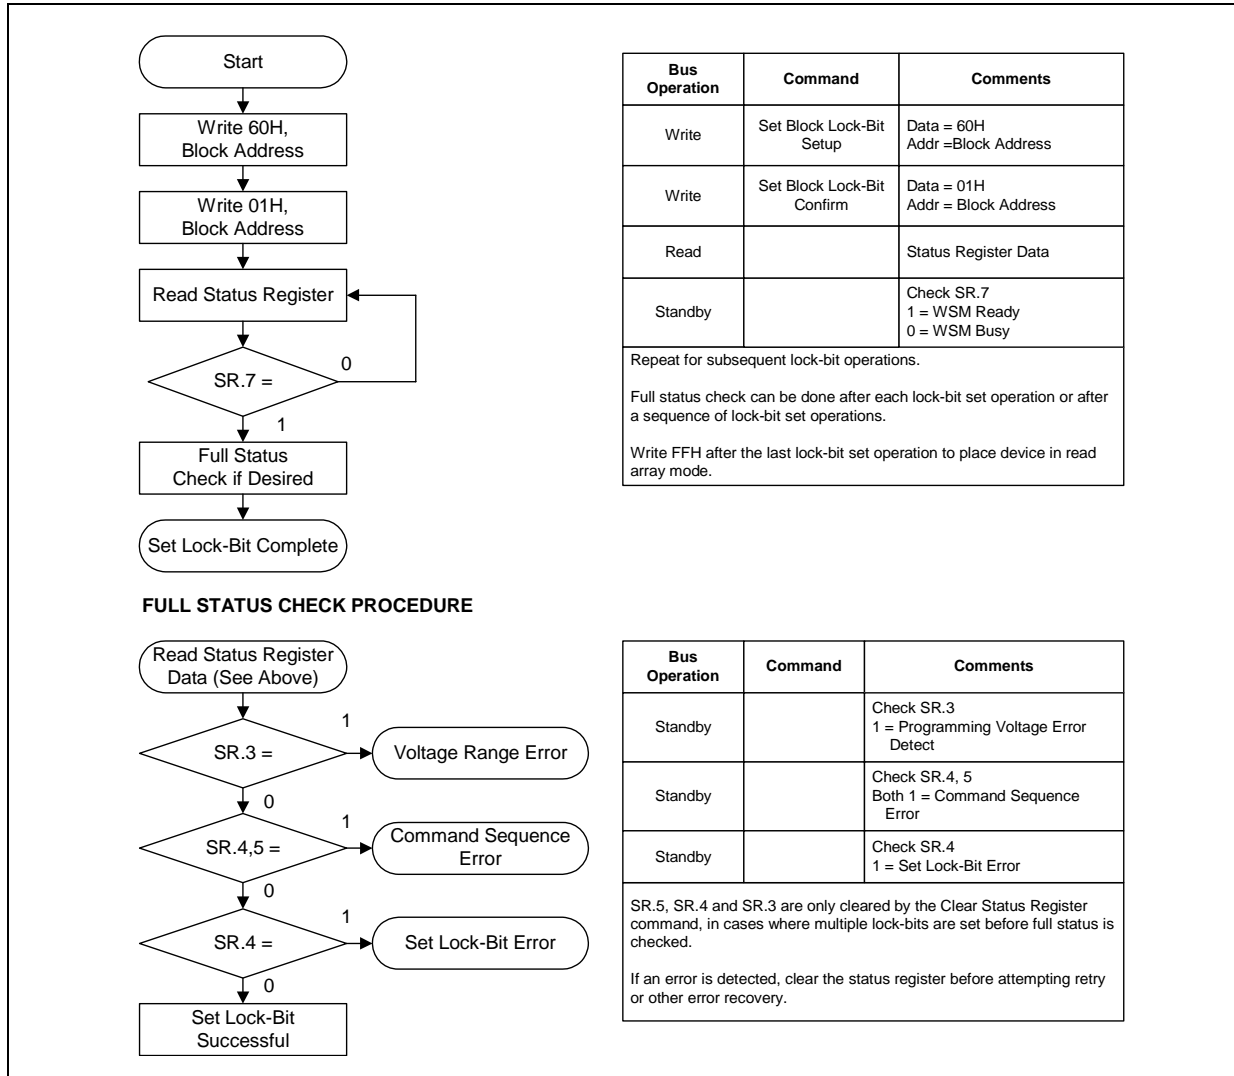 Start
Write 60H,
Block Address
Write 01H,
Block Address
Read Status Register
SR.7 =
0
1
Full Status
Check if Desired
Set Lock-Bit Complete
Bus
Operation
Command
Comments
Write
Set Block Lock-Bit
Setup
Data = 60H
Addr =Block Address
Write
Set Block Lock-Bit
Confirm
Data = 01H
Addr = Block Address
Read
Status Register Data
Standby
Check SR.7
1 = WSM Ready
0 = WSM Busy
Repeat for subsequent lock-bit operations.
Full status check can be done after each lock-bit set operation or after
a sequence of lock-bit set operations.
Write FFH after the last lock-bit set operation to place device in read
array mode.
FULL STATUS CHECK PROCEDURE
Read Status Register
Data (See Above)
SR.3 =
1
Voltage Range Error
0
SR.4,5 =
1
Command Sequence
Error
0
SR.4 =
1
Set Lock-Bit Error
0
Set Lock-Bit
Successful
Bus
Operation
Command
Comments
Standby
Check SR.3
1 = Programming Voltage Error
Detect
Standby
Check SR.4, 5
Both 1 = Command Sequence
Error
Standby
Check SR.4
1 = Set Lock-Bit Error
SR.5, SR.4 and SR.3 are only cleared by the Clear Status Register
command, in cases where multiple lock-bits are set before full status is
checked.
If an error is detected, clear the status register before attempting retry
or other error recovery.